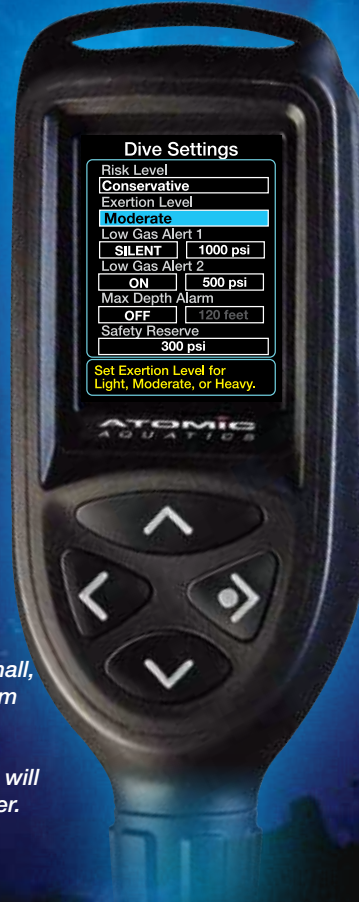 Dive Settings
Risk Level
Conservative
Exertion Level
Moderate
Low Gas Alert 1
SILENT 1000 psi
Low Gas Alert 2
ON 500 psi
Max Depth Alarm
OFF 120 feet
Safety Reserve
300 psi
Set Exertion Level for
Light, Moderate, or Heavy.
ATOMIC
AQUATICS
will